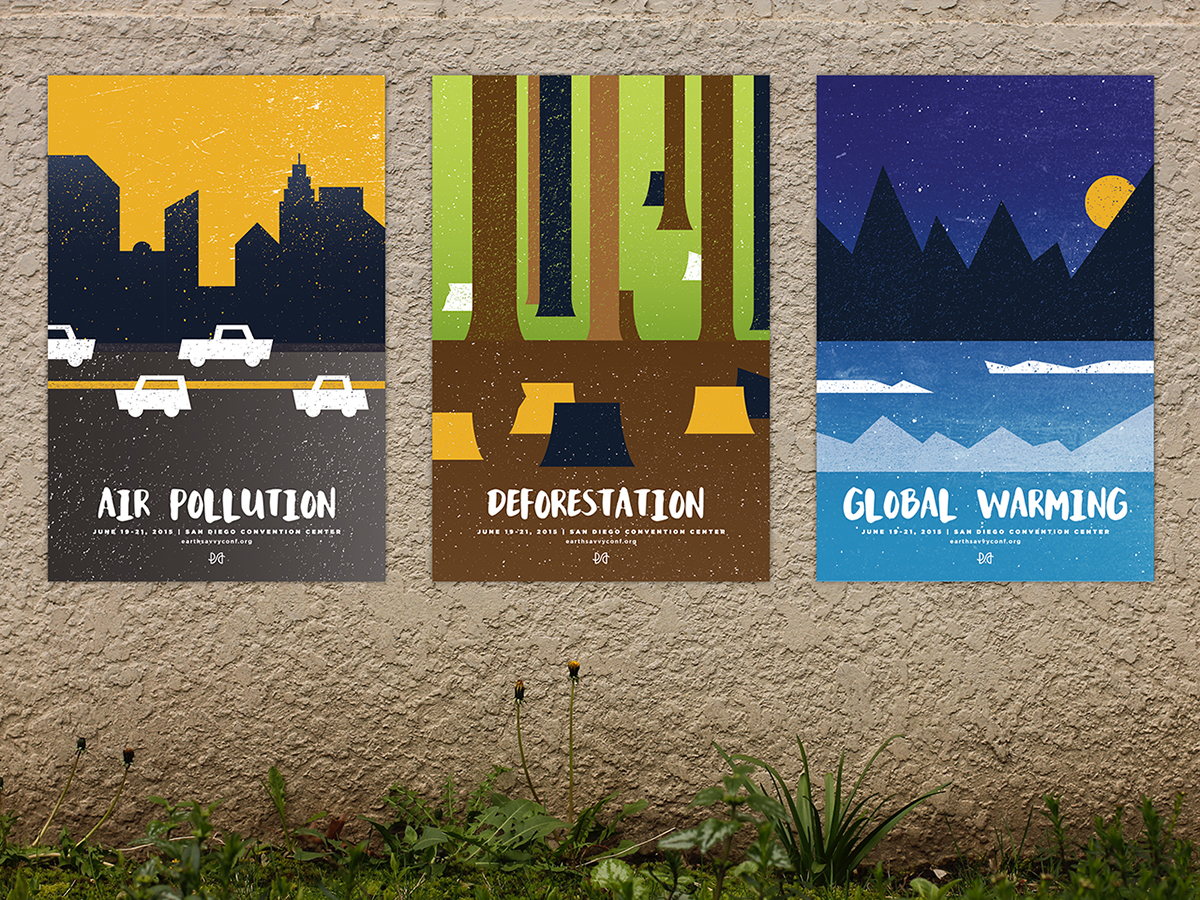 AIR POLLUTION
JUNE 19-21, 2015 | SAN DIEGO CONVENTION CENTER
earthsavvyconf.org
DEFORESTATION
JUNE 19-21, 2015 | SAN DIEGO CONVENTION CENTER
earthsavvyconf.org
GLOBAL WARMING
JUNE 19-21, 2015 | SAN DIEGO CONVENTION CENTER
earthsavvyconf.org